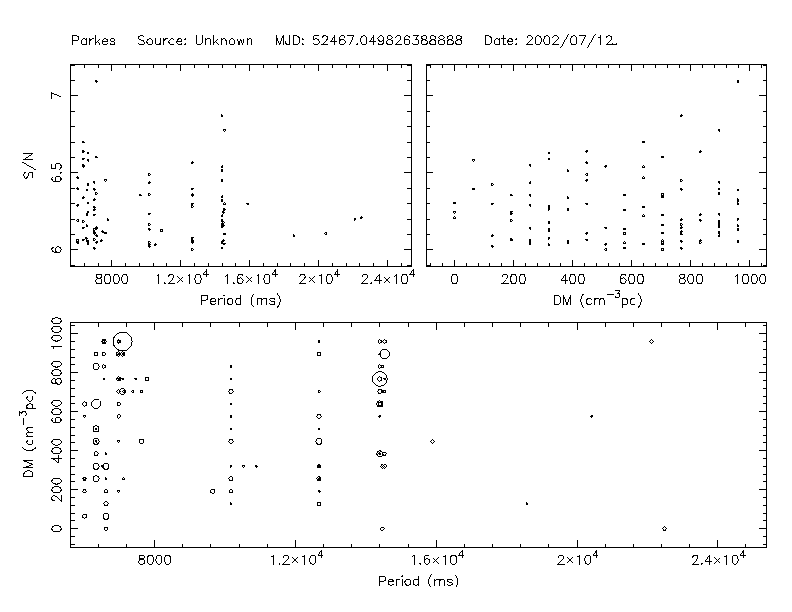 Parkes Source: Unknown MJD: 52467.049826388888 Date: 2002/07/12
S/N
7
6.5
6
8000 1.2×10⁴ 1.6×10⁴ 2×10⁴ 2.4×10⁴
Period (ms)
0 200 400 600 800 1000
DM (cm⁻³pc)
DM (cm⁻³pc)
1000
800
600
400
200
0
8000 1.2×10⁴ 1.6×10⁴ 2×10⁴ 2.4×10⁴
Period (ms)